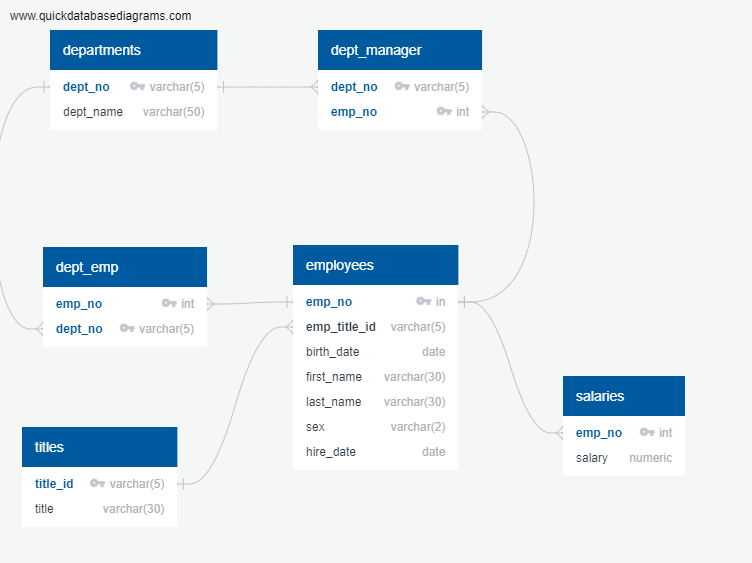 www.quickdatabasediagrams.com
departments
dept_no varchar(5)
dept_name varchar(50)
dept_manager
dept_no varchar(5)
emp_no int
dept_emp
emp_no int
dept_no varchar(5)
employees
emp_no in
emp_title_id varchar(5)
birth_date date
first_name varchar(30)
last_name varchar(30)
sex varchar(2)
hire_date date
salaries
emp_no int
salary numeric
titles
title_id varchar(5)
title varchar(30)